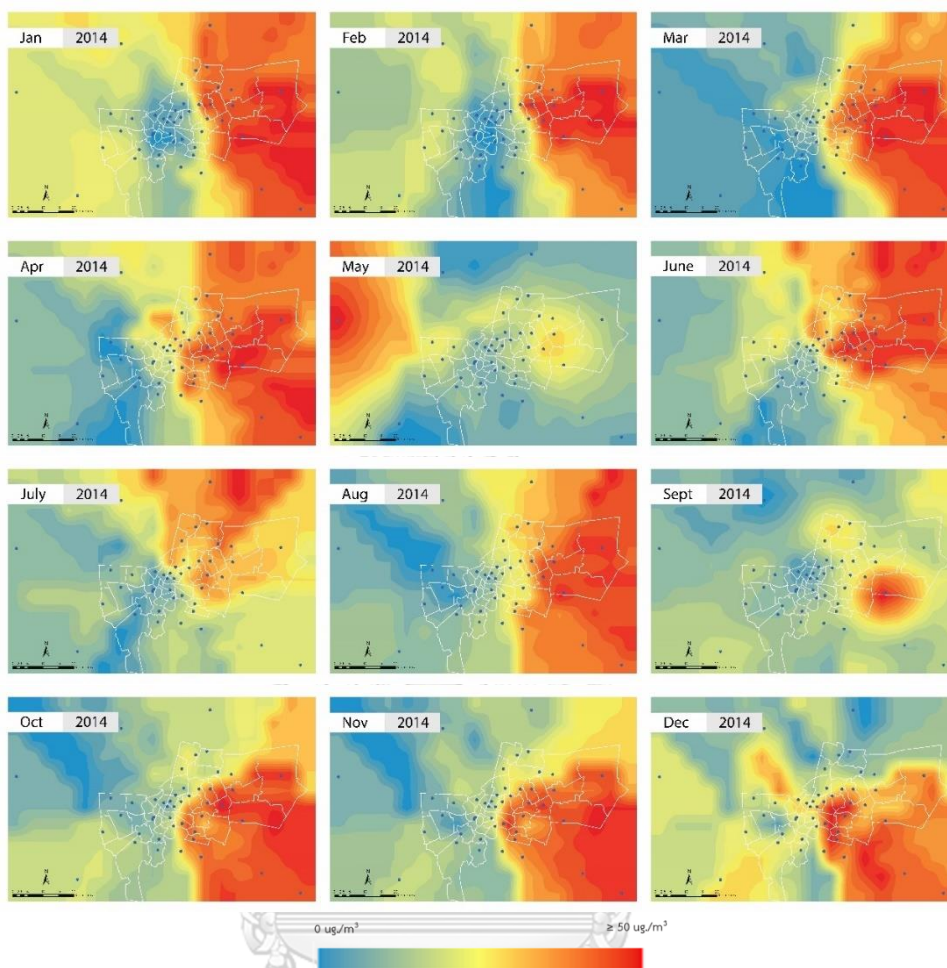 Jan 2014
Feb 2014
Mar 2014
N
N
N
Apr 2014
May 2014
June 2014
N
N
N
July 2014
Aug 2014
Sept 2014
N
N
N
Oct 2014
Nov 2014
Dec 2014
N
N
N
0 ug./m³ ≥ 50 ug./m³